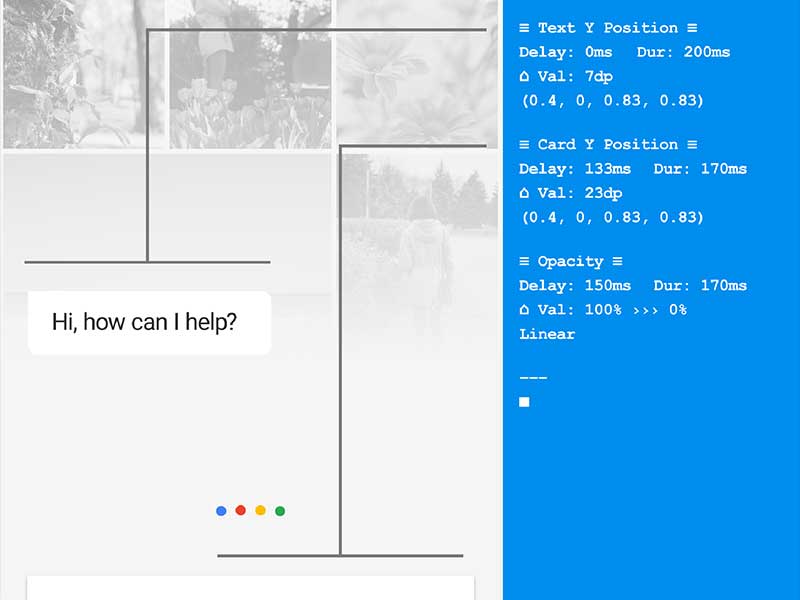 ≡ Text Y Position ≡
Delay: 0ms Dur: 200ms
⌂ Val: 7dp
(0.4, 0, 0.83, 0.83)
≡ Card Y Position ≡
Delay: 133ms Dur: 170ms
⌂ Val: 23dp
(0.4, 0, 0.83, 0.83)
≡ Opacity ≡
Delay: 150ms Dur: 170ms
⌂ Val: 100% ››› 0%
Linear
---
Hi, how can I help?